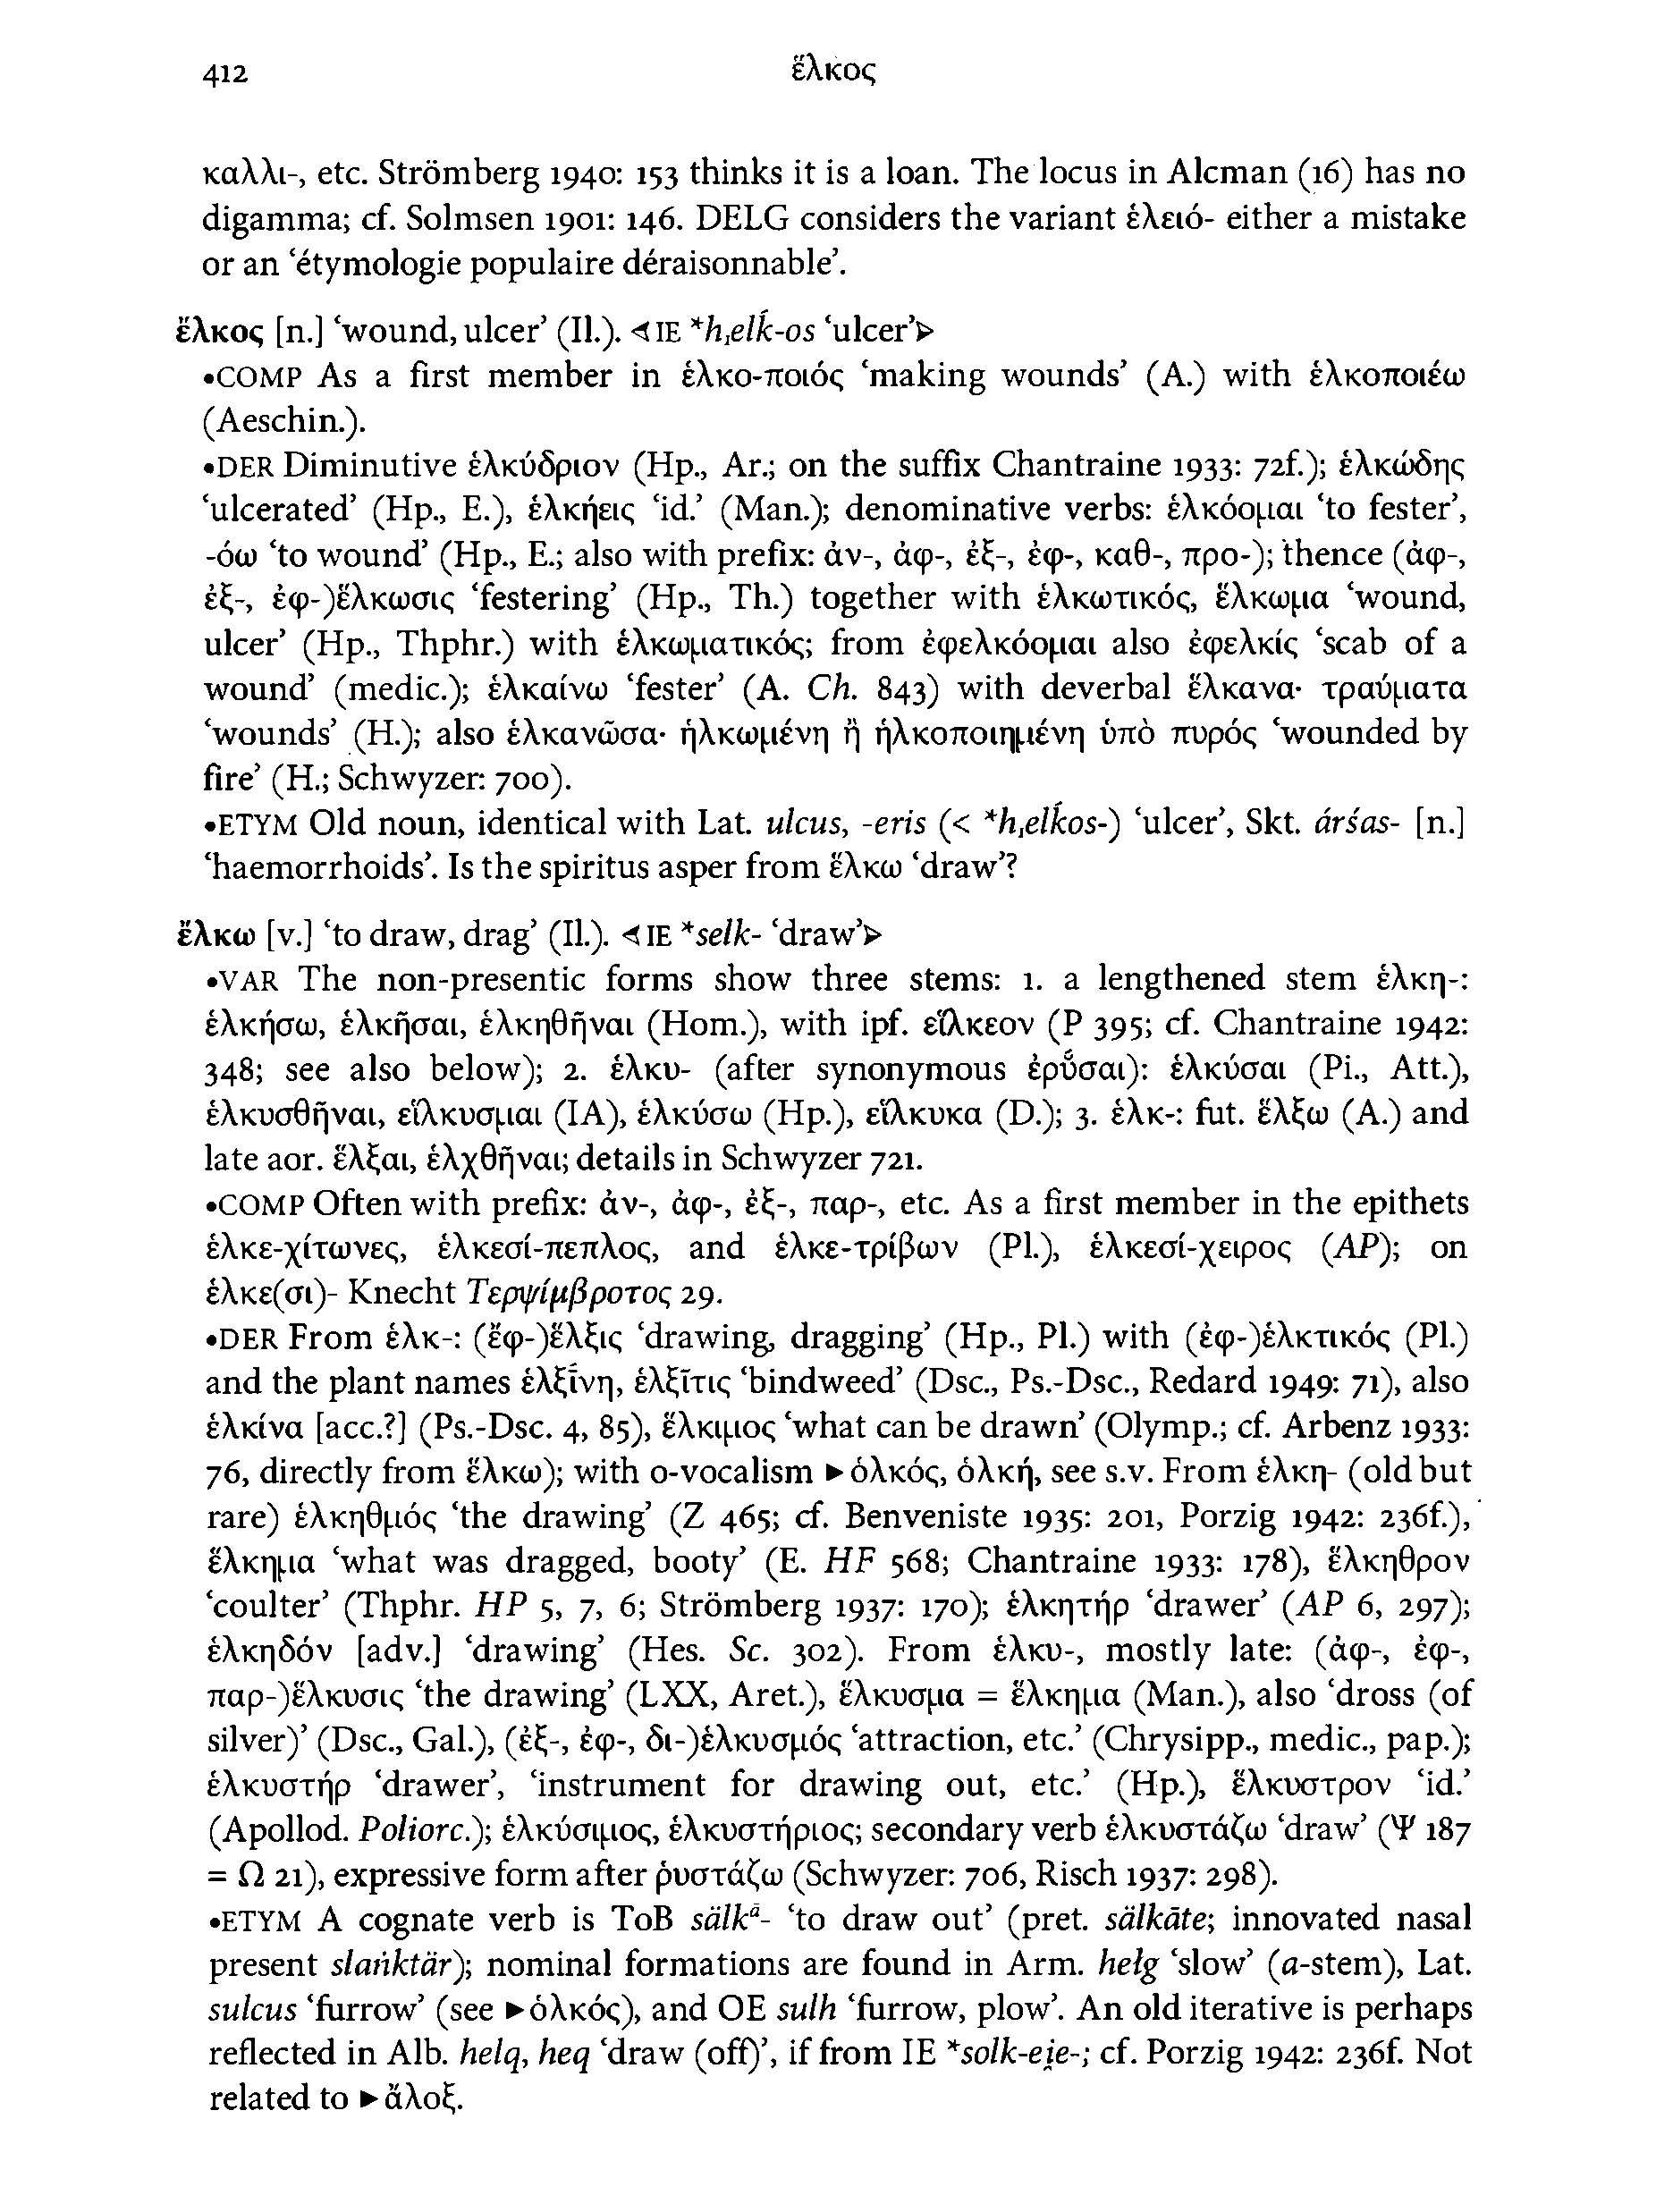 412
ἕλκος
καλλι-, etc. Strömberg 1940: 153 thinks it is a loan. The locus in Alcman (16) has no
digamma; cf. Solmsen 1901: 146. DELG considers the variant ἑλειό- either a mistake
or an ‘étymologie populaire déraisonnable’.
ἕλκος [n.] ‘wound, ulcer’ (Il.). ◁ IE *h₁elḱ-os ‘ulcer’▷
•COMP As a first member in ἑλκο-ποιός ‘making wounds’ (A.) with ἑλκοποιέω
(Aeschin.).
•DER Diminutive ἑλκύδριον (Hp., Ar.; on the suffix Chantraine 1933: 72f.); ἑλκώδης
‘ulcerated’ (Hp., E.), ἑλκήεις ‘id.’ (Man.); denominative verbs: ἑλκόομαι ‘to fester’,
-όω ‘to wound’ (Hp., E.; also with prefix: ἀν-, ἀφ-, ἐξ-, ἐφ-, καθ-, προ-); thence (ἀφ-,
ἐξ-, ἐφ-)ἕλκωσις ‘festering’ (Hp., Th.) together with ἑλκωτικός, ἕλκωμα ‘wound,
ulcer’ (Hp., Thphr.) with ἑλκωματικός; from ἐφελκόομαι also ἐφελκίς ‘scab of a
wound’ (medic.); ἑλκαίνω ‘fester’ (A. Ch. 843) with deverbal ἕλκανα· τραύματα
‘wounds’ (H.); also ἑλκανῶσα· ἡλκωμένη ἢ ἡλκοποιημένη ὑπὸ πυρός ‘wounded by
fire’ (H.; Schwyzer: 700).
•ETYM Old noun, identical with Lat. ulcus, -eris (< *h₁elḱos-) ‘ulcer’, Skt. árśas- [n.]
‘haemorrhoids’. Is the spiritus asper from ἕλκω ‘draw’?
ἕλκω [v.] ‘to draw, drag’ (Il.). ◁ IE *selk- ‘draw’▷
•VAR The non-presentic forms show three stems: 1. a lengthened stem ἑλκη-:
ἑλκήσω, ἑλκῆσαι, ἑλκηθῆναι (Hom.), with ipf. εἵλκεον (Ρ 395; cf. Chantraine 1942:
348; see also below); 2. ἑλκυ- (after synonymous ἐρύ̆σαι): ἑλκύσαι (Pi., Att.),
ἑλκυσθῆναι, εἵλκυσμαι (IA), ἑλκύσω (Hp.), εἵλκυκα (D.); 3. ἑλκ-: fut. ἕλξω (A.) and
late aor. ἕλξαι, ἑλχθῆναι; details in Schwyzer 721.
•COMP Often with prefix: ἀν-, ἀφ-, ἐξ-, παρ-, etc. As a first member in the epithets
ἑλκε-χίτωνες, ἑλκεσί-πεπλος, and ἑλκε-τρίβων (Pl.), ἑλκεσί-χειρος (AP); on
ἑλκε(σι)- Knecht Τερψίμβροτος 29.
•DER From ἑλκ-: (ἔφ-)ἕλξις ‘drawing, dragging’ (Hp., Pl.) with (ἐφ-)ἑλκτικός (Pl.)
and the plant names ἑλξί̄νη, ἑλξῖτις ‘bindweed’ (Dsc., Ps.-Dsc., Redard 1949: 71), also
ἑλκίνα [acc.?] (Ps.-Dsc. 4, 85), ἕλκιμος ‘what can be drawn’ (Olymp.; cf. Arbenz 1933:
76, directly from ἕλκω); with o-vocalism ►ὁλκός, ὁλκή, see s.v. From ἑλκη- (old but
rare) ἑλκηθμός ‘the drawing’ (Ζ 465; cf. Benveniste 1935: 201, Porzig 1942: 236f.),
ἕλκημα ‘what was dragged, booty’ (E. HF 568; Chantraine 1933: 178), ἕλκηθρον
‘coulter’ (Thphr. HP 5, 7, 6; Strömberg 1937: 170); ἑλκητήρ ‘drawer’ (AP 6, 297);
ἑλκηδόν [adv.] ‘drawing’ (Hes. Sc. 302). From ἑλκυ-, mostly late: (ἀφ-, ἐφ-,
παρ-)ἕλκυσις ‘the drawing’ (LXX, Aret.), ἕλκυσμα = ἕλκημα (Man.), also ‘dross (of
silver)’ (Dsc., Gal.), (ἐξ-, ἐφ-, δι-)ἑλκυσμός ‘attraction, etc.’ (Chrysipp., medic., pap.);
ἑλκυστήρ ‘drawer’, ‘instrument for drawing out, etc.’ (Hp.), ἕλκυστρον ‘id.’
(Apollod. Poliorc.); ἑλκύσιμος, ἑλκυστήριος; secondary verb ἑλκυστάζω ‘draw’ (Ψ 187
= Ω 21), expressive form after ῥυστάζω (Schwyzer: 706, Risch 1937: 298).
•ETYM A cognate verb is ToB sälkᵃ̈- ‘to draw out’ (pret. sälkāte; innovated nasal
present slaṅktär); nominal formations are found in Arm. hełg ‘slow’ (a-stem), Lat.
sulcus ‘furrow’ (see ►ὁλκός), and OE sulh ‘furrow, plow’. An old iterative is perhaps
reflected in Alb. helq, heq ‘draw (off)’, if from IE *solk-ei̯e-; cf. Porzig 1942: 236f. Not
related to ►ἄλοξ.